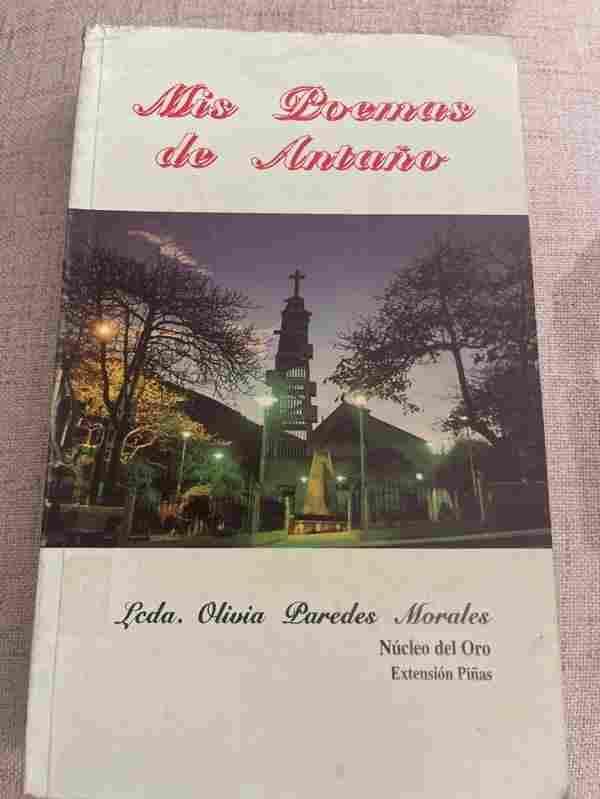 Mis Poemas
de Antaño
Lcda. Olivia Paredes Morales
Núcleo del Oro
Extensión Piñas